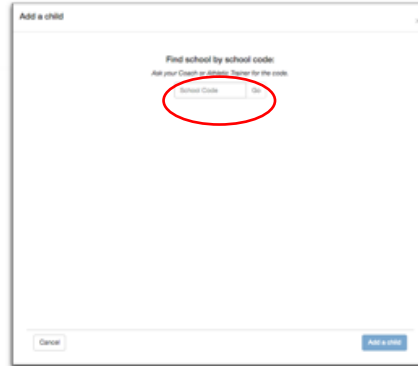 Add a child
Find school by school code:
Ask your Coach or Athletic Trainer for the code.
School Code Go
Cancel Add a child